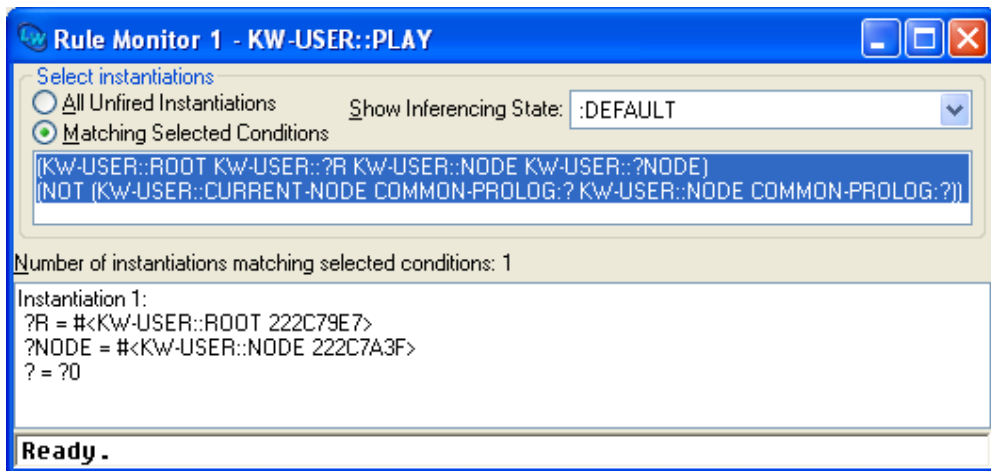 Rule Monitor 1 - KW-USER::PLAY
Select instantiations
All Unfired Instantiations
Show Inferencing State: :DEFAULT
Matching Selected Conditions
(KW-USER::ROOT KW-USER::?R KW-USER::NODE KW-USER::?NODE)
(NOT (KW-USER::CURRENT-NODE COMMON-PROLOG:? KW-USER::NODE COMMON-PROLOG:?))
Number of instantiations matching selected conditions: 1
Instantiation 1:
?R = #<KW-USER::ROOT 222C79E7>
?NODE = #<KW-USER::NODE 222C7A3F>
? = ?0
Ready.